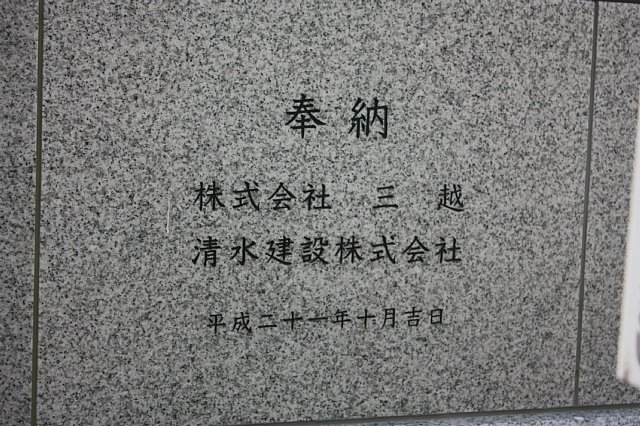 奉納
株式会社 三越
清水建設株式会社
平成二十一年十月吉日